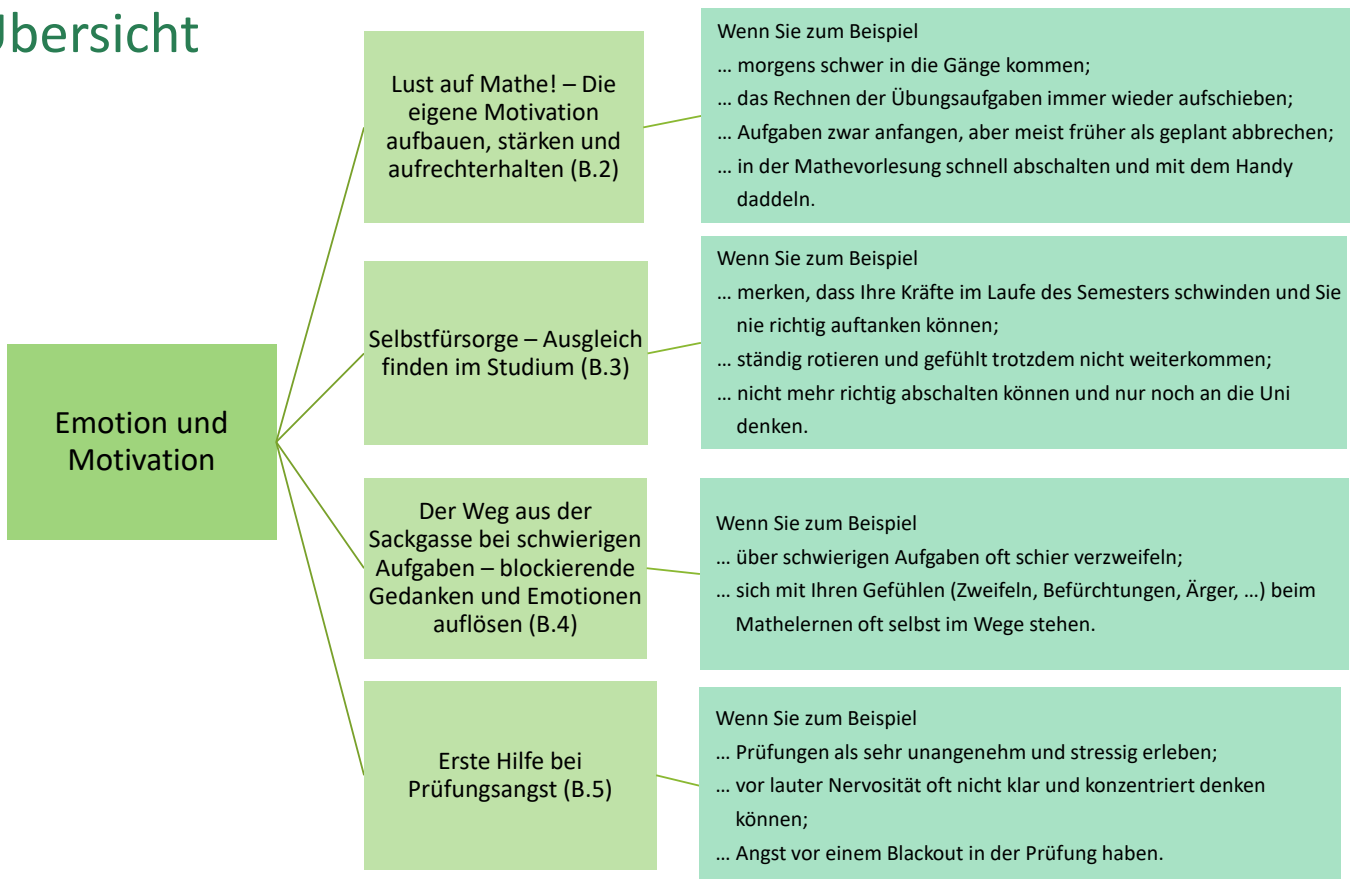 Übersicht
Emotion und
Motivation
Lust auf Mathe! – Die
eigene Motivation
aufbauen, stärken und
aufrechterhalten (B.2)
Wenn Sie zum Beispiel
... morgens schwer in die Gänge kommen;
... das Rechnen der Übungsaufgaben immer wieder aufschieben;
... Aufgaben zwar anfangen, aber meist früher als geplant abbrechen;
... in der Mathevorlesung schnell abschalten und mit dem Handy
daddeln.
Selbstfürsorge – Ausgleich
finden im Studium (B.3)
Wenn Sie zum Beispiel
... merken, dass Ihre Kräfte im Laufe des Semesters schwinden und Sie
nie richtig auftanken können;
... ständig rotieren und gefühlt trotzdem nicht weiterkommen;
... nicht mehr richtig abschalten können und nur noch an die Uni
denken.
Der Weg aus der
Sackgasse bei schwierigen
Aufgaben – blockierende
Gedanken und Emotionen
auflösen (B.4)
Wenn Sie zum Beispiel
... über schwierigen Aufgaben oft schier verzweifeln;
... sich mit Ihren Gefühlen (Zweifeln, Befürchtungen, Ärger, ...) beim
Mathelernen oft selbst im Wege stehen.
Erste Hilfe bei
Prüfungsangst (B.5)
Wenn Sie zum Beispiel
... Prüfungen als sehr unangenehm und stressig erleben;
... vor lauter Nervosität oft nicht klar und konzentriert denken
können;
... Angst vor einem Blackout in der Prüfung haben.